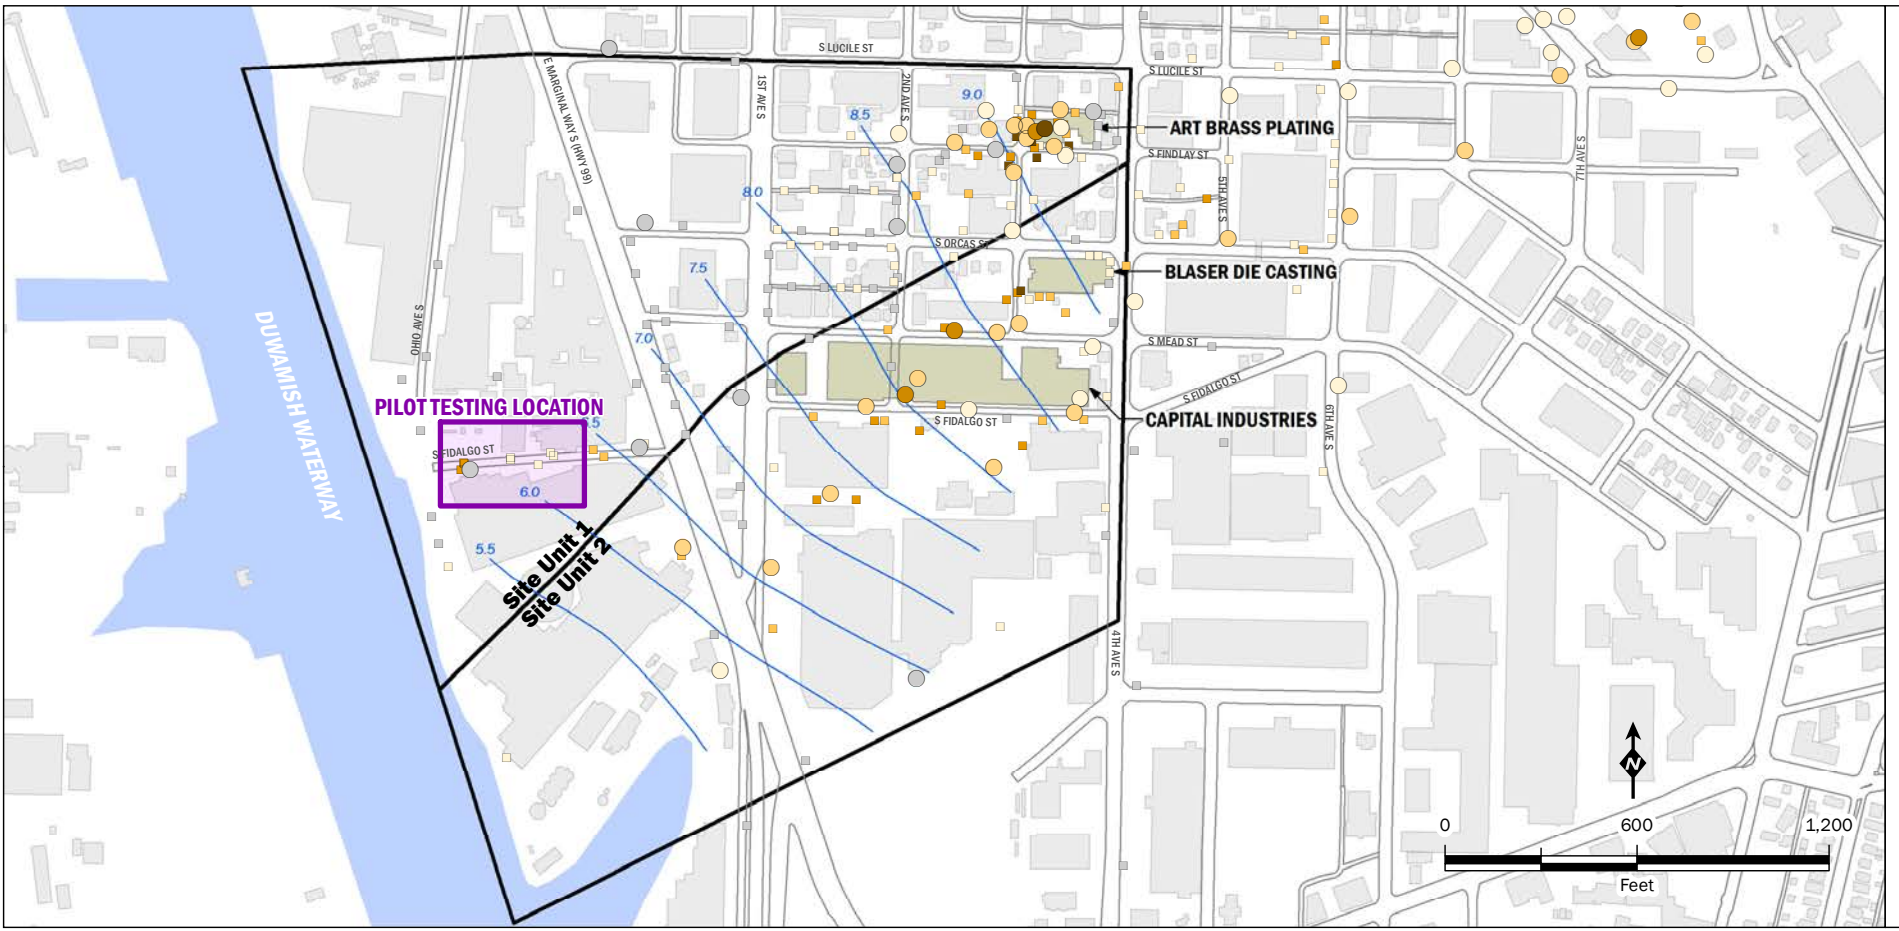 S LUCILE ST
S LUCILE ST
E MARGINAL WAY S (HWY 99)
1ST AVE S
2ND AVE S
9.0
8.5
ART BRASS PLATING
S FINDLAY ST
7TH AVE S
5TH AVE S
8.0
S ORCAS ST
7.5
BLASER DIE CASTING
DUWAMISH WATERWAY
OHIO AVE S
7.0
S MEAD ST
S FIDALGO ST
PILOT TESTING LOCATION
.5
S FIDALGO ST
CAPITAL INDUSTRIES
6TH AVE S
S FIDALGO ST
6.0
5.5
Site Unit 1
Site Unit 2
4TH AVE S
N
0 600 1,200
Feet